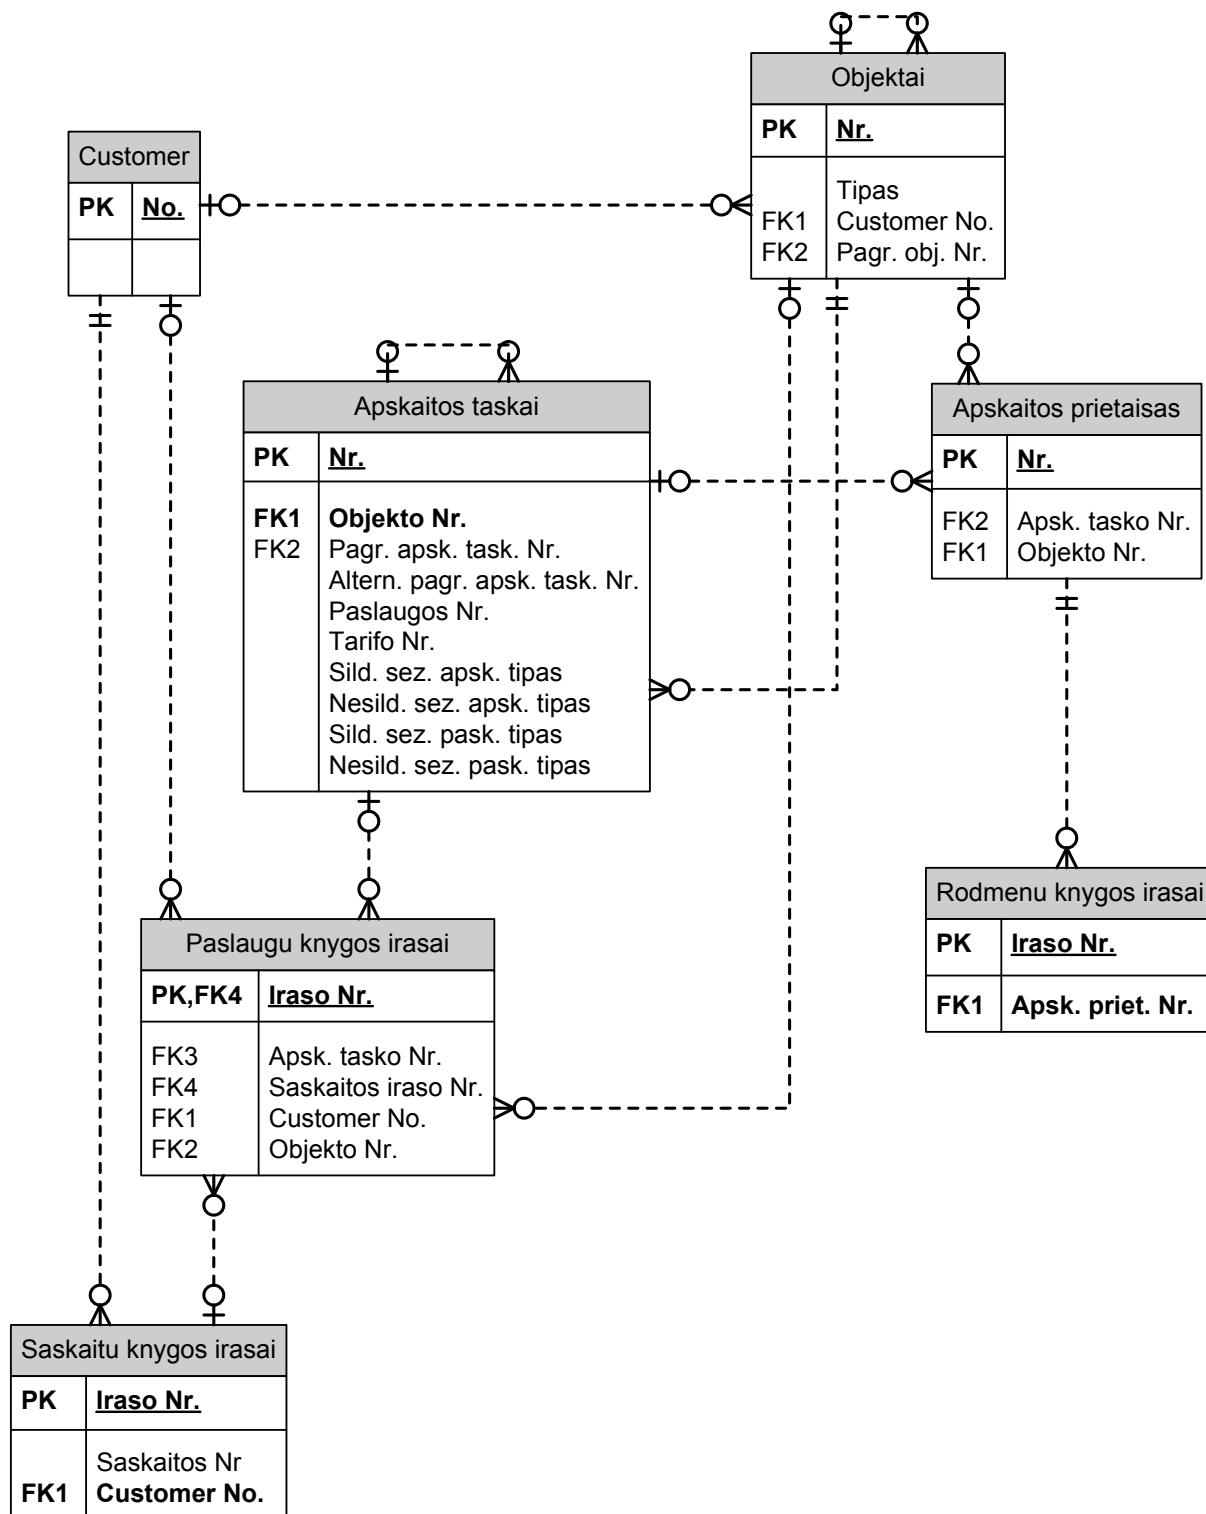 Objektai
PK Nr.
Tipas
FK1 Customer No.
FK2 Pagr. obj. Nr.
Customer
PK No.
Apskaitos taskai
PK Nr.
FK1 Objekto Nr.
FK2 Pagr. apsk. task. Nr.
Altern. pagr. apsk. task. Nr.
Paslaugos Nr.
Tarifo Nr.
Sild. sez. apsk. tipas
Nesild. sez. apsk. tipas
Sild. sez. pask. tipas
Nesild. sez. pask. tipas
Apskaitos prietaisas
PK Nr.
FK2 Apsk. tasko Nr.
FK1 Objekto Nr.
Rodmenu knygos irasai
PK Iraso Nr.
FK1 Apsk. priet. Nr.
Paslaugu knygos irasai
PK,FK4 Iraso Nr.
FK3 Apsk. tasko Nr.
FK4 Saskaitos iraso Nr.
FK1 Customer No.
FK2 Objekto Nr.
Saskaitu knygos irasai
PK Iraso Nr.
Saskaitos Nr
FK1 Customer No.